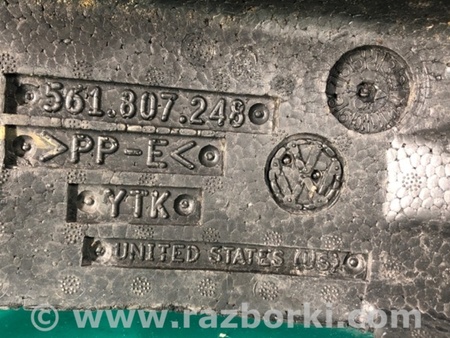 561.807.248
>PP-E<
YTK
UNITED STATES (US)
© www.razborki.com